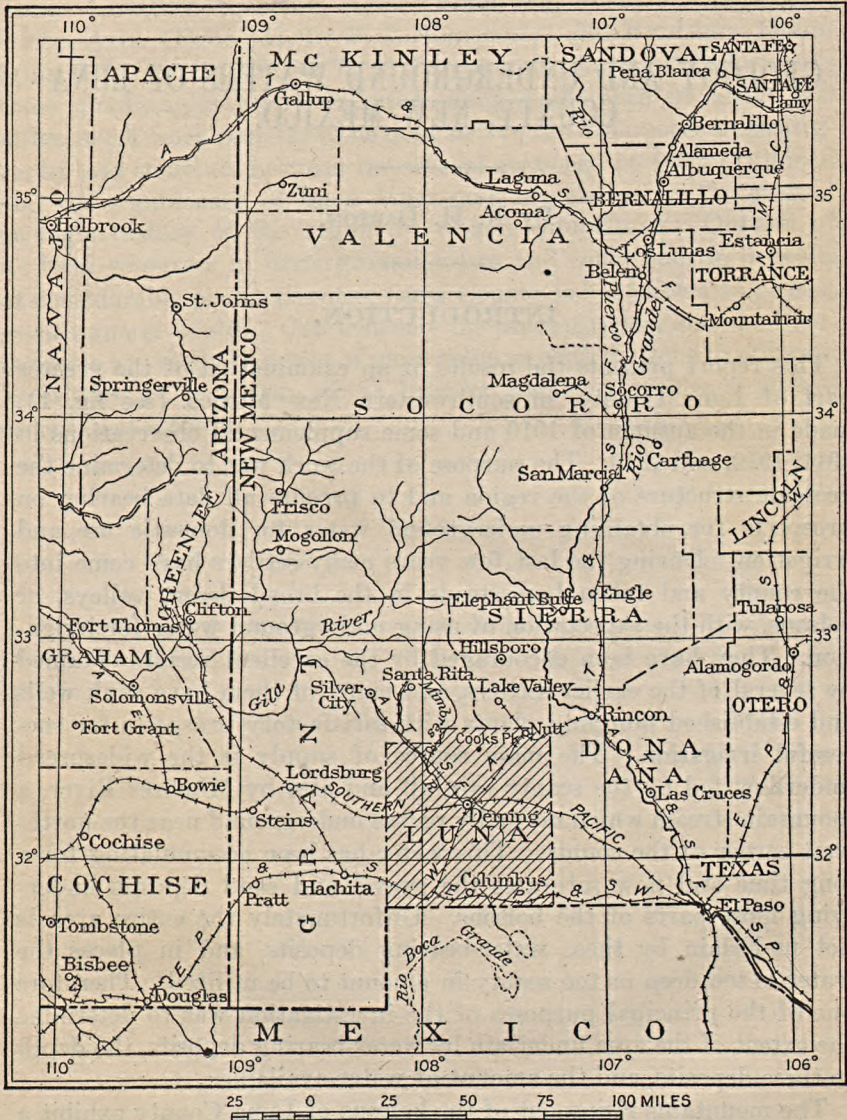 110°
109°
108°
107°
106°
APACHE
MC KINLEY
SANDOVAL
SANTA FE
Pena Blanca
SANTA FE
Lamy
Gallup
A
T
&
S
Rio
Bernalillo
Alameda
Albuquerque
35°
35°
Zuni
Laguna
BERNALILLO
Holbrook
Acoma
VALENCIA
Los Lunas
Estancia
Belen
TORRANCE
N
M
C
F
St. Johns
NAVAJO
Puerco
Grande
Mountainair
ARIZONA
NEW MEXICO
Magdalena
Springerville
Socorro
34°
SOCORRO
34°
Rio
Carthage
San Marcial
LINCOLN
Frisco
Mogollon
GREENLEE
Elephant Butte
Engle
Clifton
SIERRA
Tularosa
Fort Thomas
River
33°
33°
GRAHAM
Hillsboro
Alamogordo
Santa Rita
Silver City
Lake Valley
Solomonsville
Gila
Mimbres
OTERO
Rincon
Fort Grant
Cooks Pk
Nutt
DONA ANA
Bowie
Lordsburg
SOUTHERN
PACIFIC
Las Cruces
Steins
Deming
GRANT
LUNA
Cochise
32°
32°
TEXAS
COCHISE
Hachita
Columbus
Pratt
El Paso
E P & S W
Tombstone
Rio Boca Grande
S P
Bisbee
Douglas
MEXICO
110°
109°
108°
107°
106°
25 0 25 50 75 100 MILES